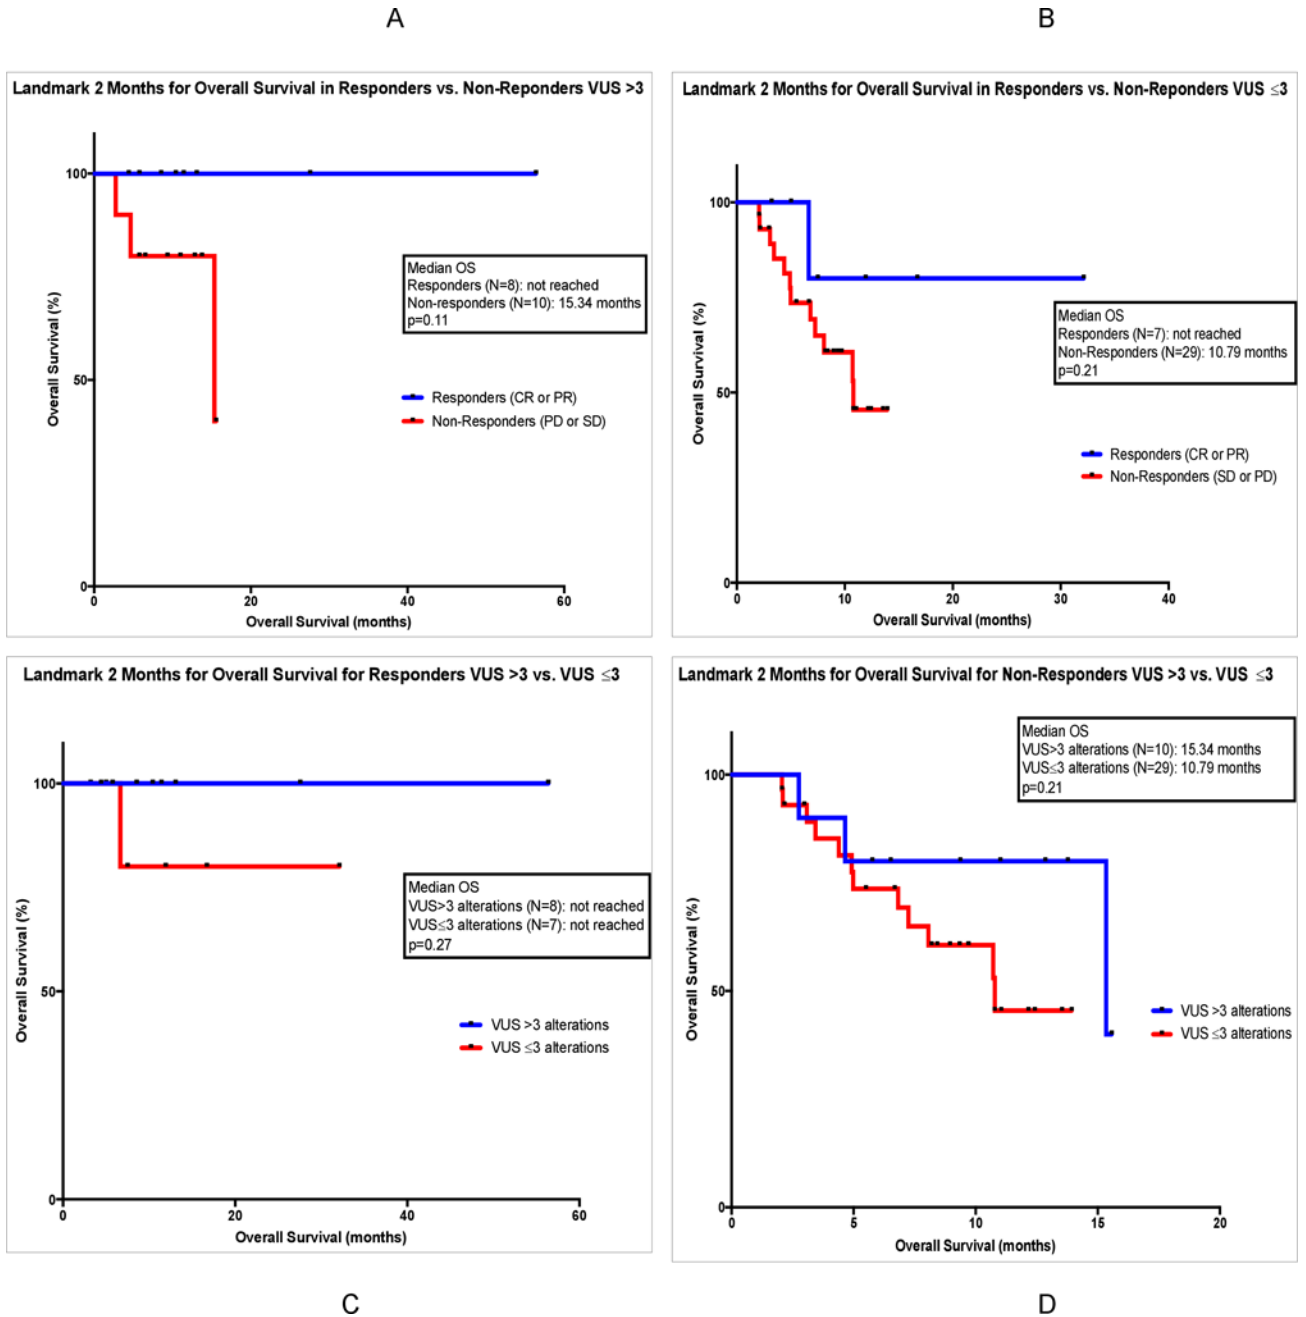 A
B
Landmark 2 Months for Overall Survival in Responders vs. Non-Reponders VUS >3
100
50
0
0
20
40
60
Overall Survival (%)
Overall Survival (months)
Median OS
Responders (N=8): not reached
Non-responders (N=10): 15.34 months
p=0.11
Responders (CR or PR)
Non-Responders (PD or SD)
Landmark 2 Months for Overall Survival in Responders vs. Non-Reponders VUS ≤3
100
50
0
0
10
20
30
40
Overall Survival (%)
Overall Survival (months)
Median OS
Responders (N=7): not reached
Non-Responders (N=29): 10.79 months
p=0.21
Responders (CR or PR)
Non-Responders (SD or PD)
Landmark 2 Months for Overall Survival for Responders VUS >3 vs. VUS ≤3
100
50
0
0
20
40
60
Overall Survival (%)
Overall Survival (months)
Median OS
VUS>3 alterations (N=8): not reached
VUS≤3 alterations (N=7): not reached
p=0.27
VUS >3 alterations
VUS ≤3 alterations
Landmark 2 Months for Overall Survival for Non-Responders VUS >3 vs. VUS ≤3
100
50
0
0
5
10
15
20
Overall Survival (%)
Overall Survival (months)
Median OS
VUS>3 alterations (N=10): 15.34 months
VUS≤3 alterations (N=29): 10.79 months
p=0.21
VUS >3 alterations
VUS ≤3 alterations
C
D